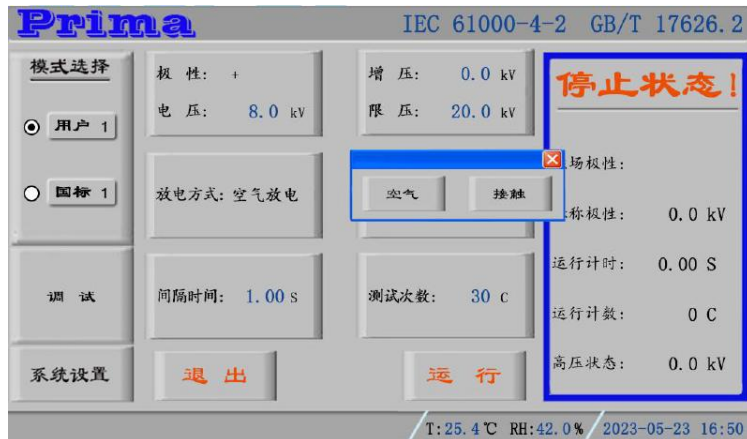 Prima
IEC 61000-4-2 GB/T 17626.2
模式选择
用户 1
国标 1
调 试
系统设置
极 性: +
电 压: 8.0 kV
增 压: 0.0 kV
限 压: 20.0 kV
放电方式: 空气放电
空气
接触
间隔时间: 1.00 S
测试次数: 30 C
退 出
运 行
停止状态!
场极性:
称极性: 0.0 kV
运行计时: 0.00 S
运行计数: 0 C
高压状态: 0.0 kV
T:25.4℃ RH:42.0%
2023-05-23 16:50